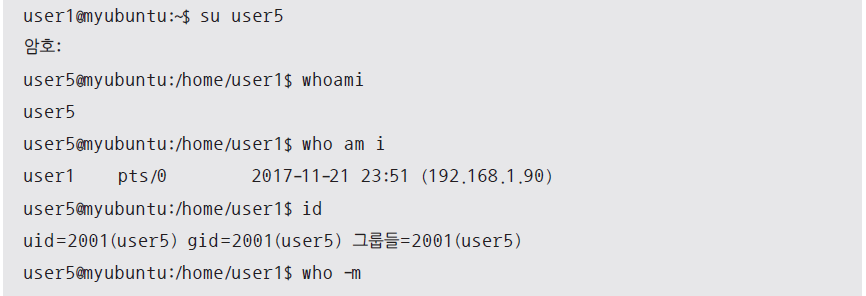 user1@myubuntu:~$ su user5
암호:
user5@myubuntu:/home/user1$ whoami
user5
user5@myubuntu:/home/user1$ who am i
user1 pts/0 2017-11-21 23:51 (192.168.1.90)
user5@myubuntu:/home/user1$ id
uid=2001(user5) gid=2001(user5) 그룹들=2001(user5)
user5@myubuntu:/home/user1$ who -m